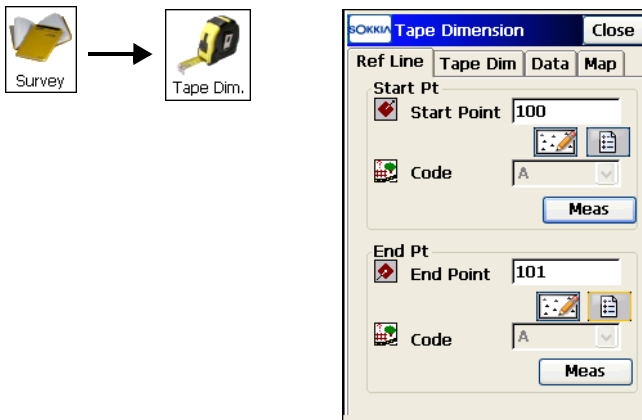 Survey
Tape Dim.
SOKKIA Tape Dimension Close
Ref Line Tape Dim Data Map
Start Pt
Start Point 100
Code A
Meas
End Pt
End Point 101
Code A
Meas